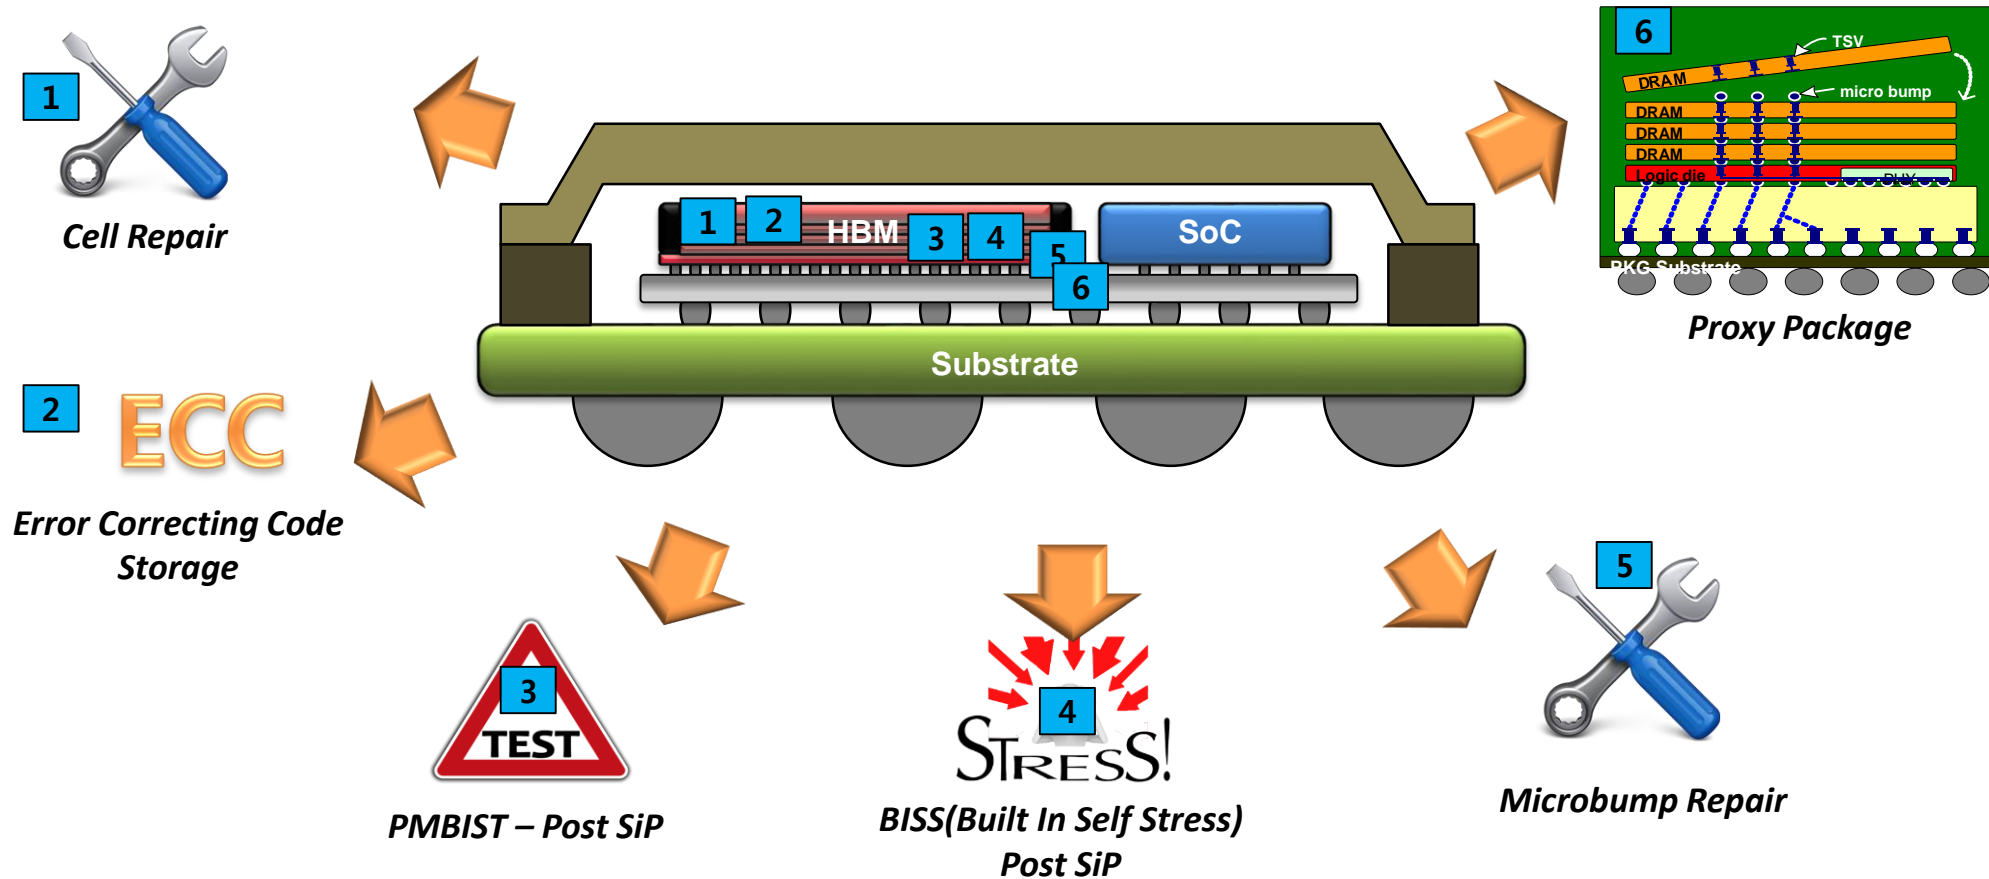 1
Cell Repair
2
ECC
Error Correcting Code
Storage
3
TEST
PMBIST – Post SiP
4
STRESS!
BISS(Built In Self Stress)
Post SiP
5
Microbump Repair
6
TSV
DRAM
micro bump
DRAM
DRAM
DRAM
Logic die
PHY
PKG Substrate
Proxy Package
1
2
HBM
3
4
5
6
SoC
Substrate